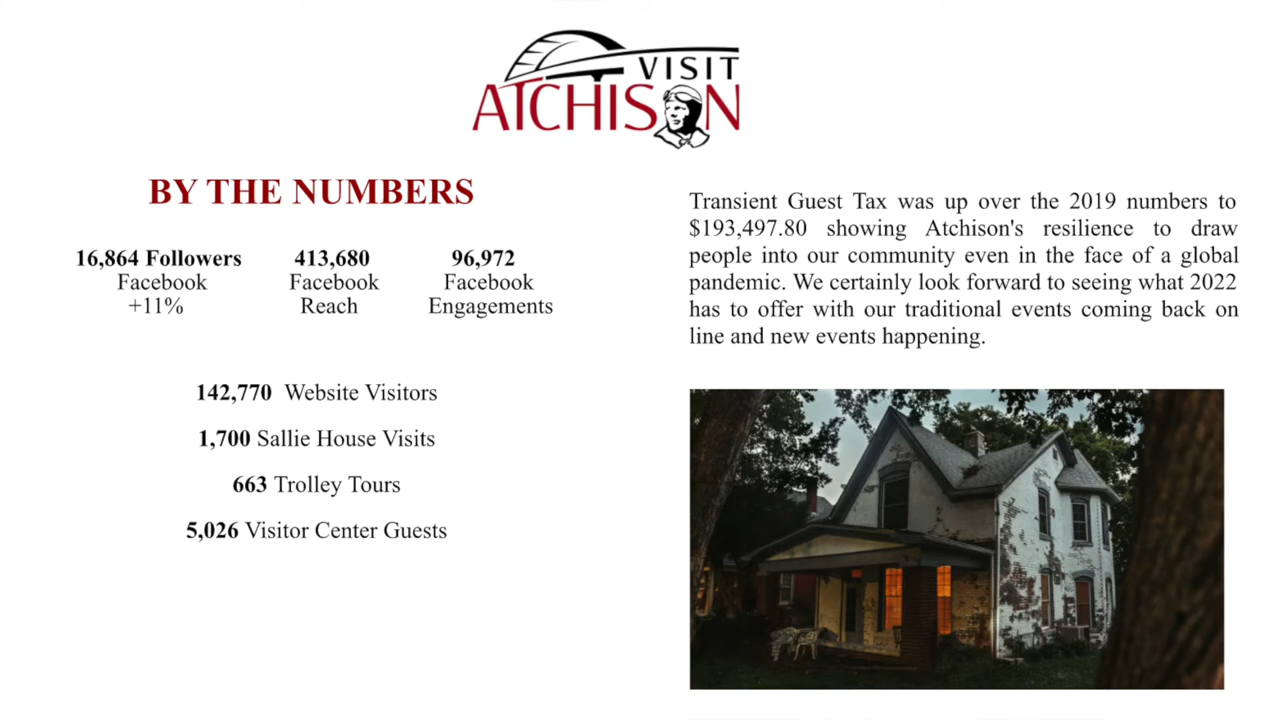 VISIT
ATCHISON
BY THE NUMBERS
16,864 Followers
Facebook
+11%
413,680
Facebook
Reach
96,972
Facebook
Engagements
142,770 Website Visitors
1,700 Sallie House Visits
663 Trolley Tours
5,026 Visitor Center Guests
Transient Guest Tax was up over the 2019 numbers to
$193,497.80 showing Atchison's resilience to draw
people into our community even in the face of a global
pandemic. We certainly look forward to seeing what 2022
has to offer with our traditional events coming back on
line and new events happening.